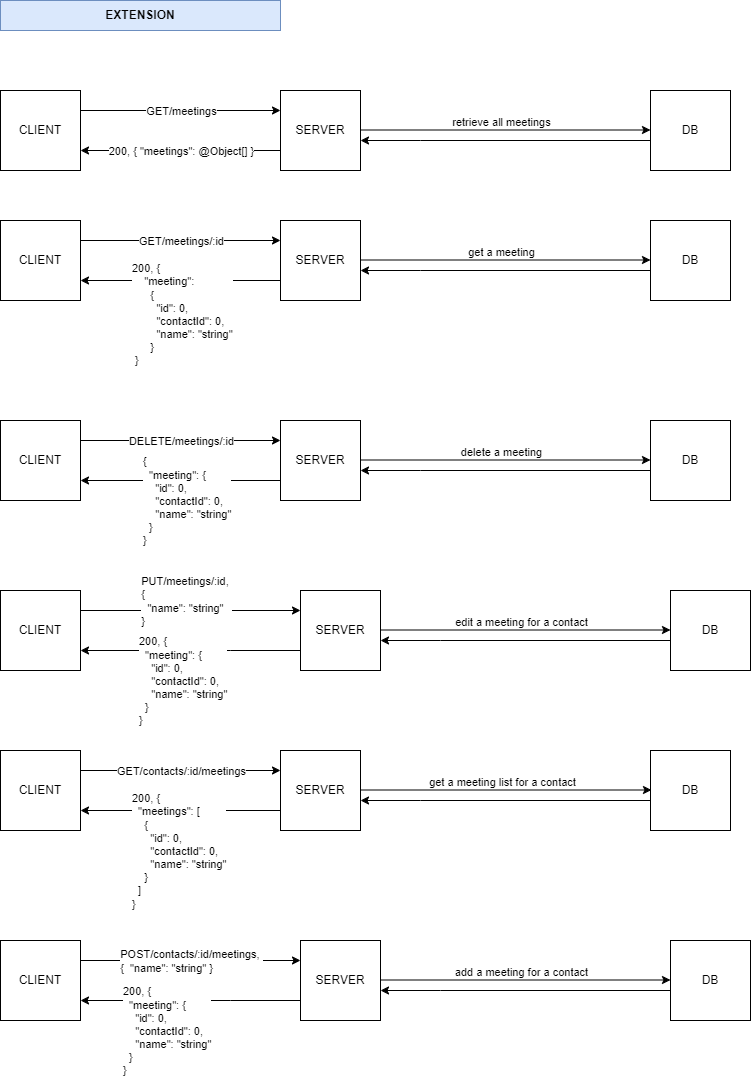 EXTENSION
CLIENT
GET/meetings
200, { "meetings": @Object[] }
SERVER
retrieve all meetings
DB
CLIENT
GET/meetings/:id
200, {
"meeting":
{
"id": 0,
"contactId": 0,
"name": "string"
}
}
SERVER
get a meeting
DB
CLIENT
DELETE/meetings/:id
{
"meeting": {
"id": 0,
"contactId": 0,
"name": "string"
}
}
SERVER
delete a meeting
DB
CLIENT
PUT/meetings/:id,
{
"name": "string"
}
200, {
"meeting": {
"id": 0,
"contactId": 0,
"name": "string"
}
}
SERVER
edit a meeting for a contact
DB
CLIENT
GET/contacts/:id/meetings
200, {
"meetings": [
{
"id": 0,
"contactId": 0,
"name": "string"
}
]
}
SERVER
get a meeting list for a contact
DB
CLIENT
POST/contacts/:id/meetings,
{ "name": "string" }
200, {
"meeting": {
"id": 0,
"contactId": 0,
"name": "string"
}
}
SERVER
add a meeting for a contact
DB